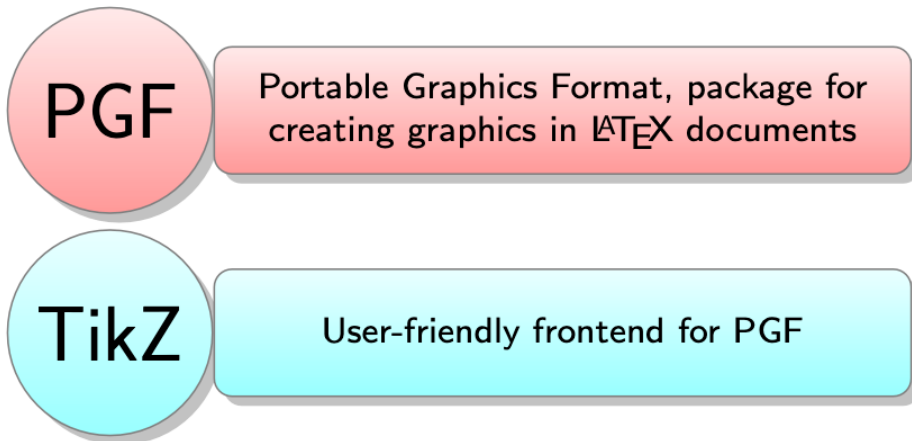 PGF
Portable Graphics Format, package for
creating graphics in LATEX documents
TikZ
User-friendly frontend for PGF